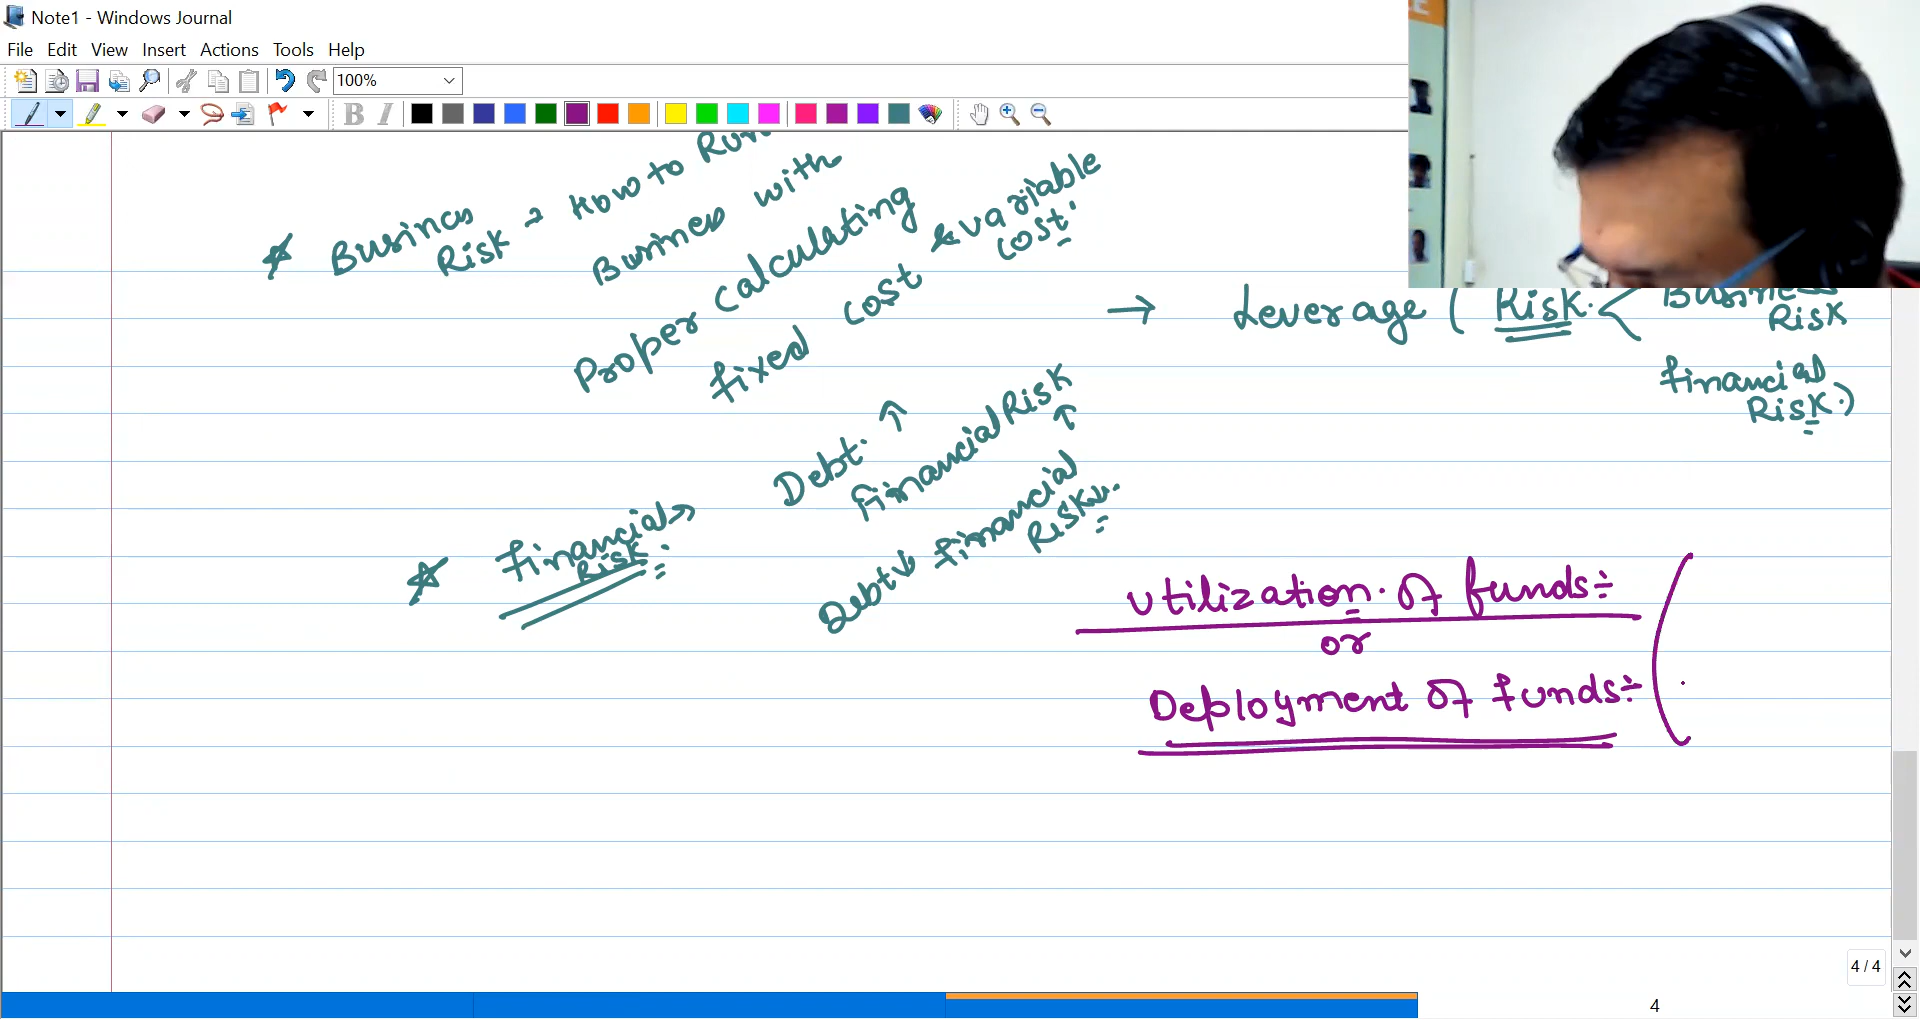 Note1 - Windows Journal
File Edit View Insert Actions Tools Help
100%
B I
* Business Risk → How to Run
Business with
Proper Calculating
fixed cost & variable cost.
→ Leverage ( Risk. < Business Risk
financial Risk.)
* financial Risk. →
Debt. ↑
financial Risk ↑
Debt ↓ financial Risk ↓.
Utilization. of funds÷
or
Deployment of funds÷ (
4 / 4
4